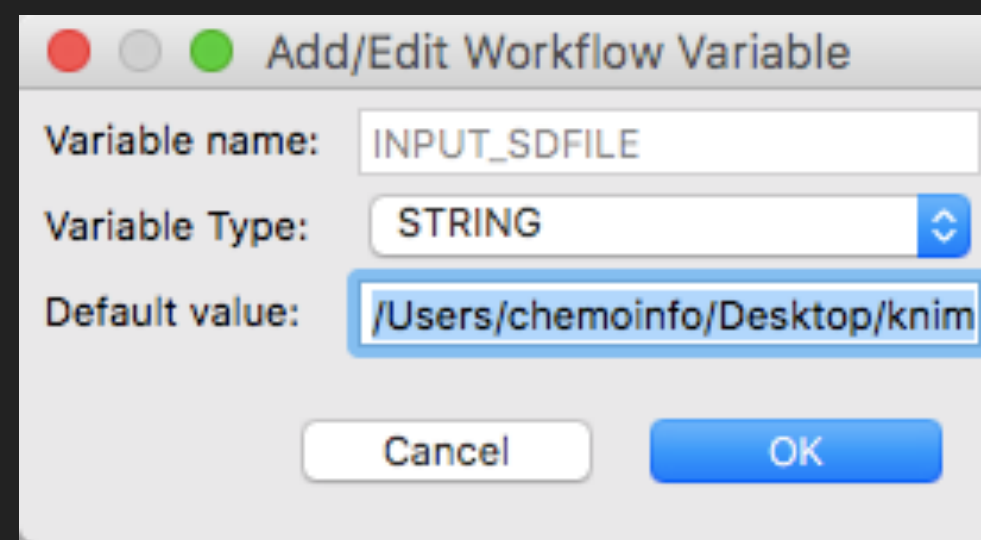 Add/Edit Workflow Variable
Variable name: INPUT_SDFILE
Variable Type: STRING
Default value: /Users/chemoinfo/Desktop/knim
Cancel OK